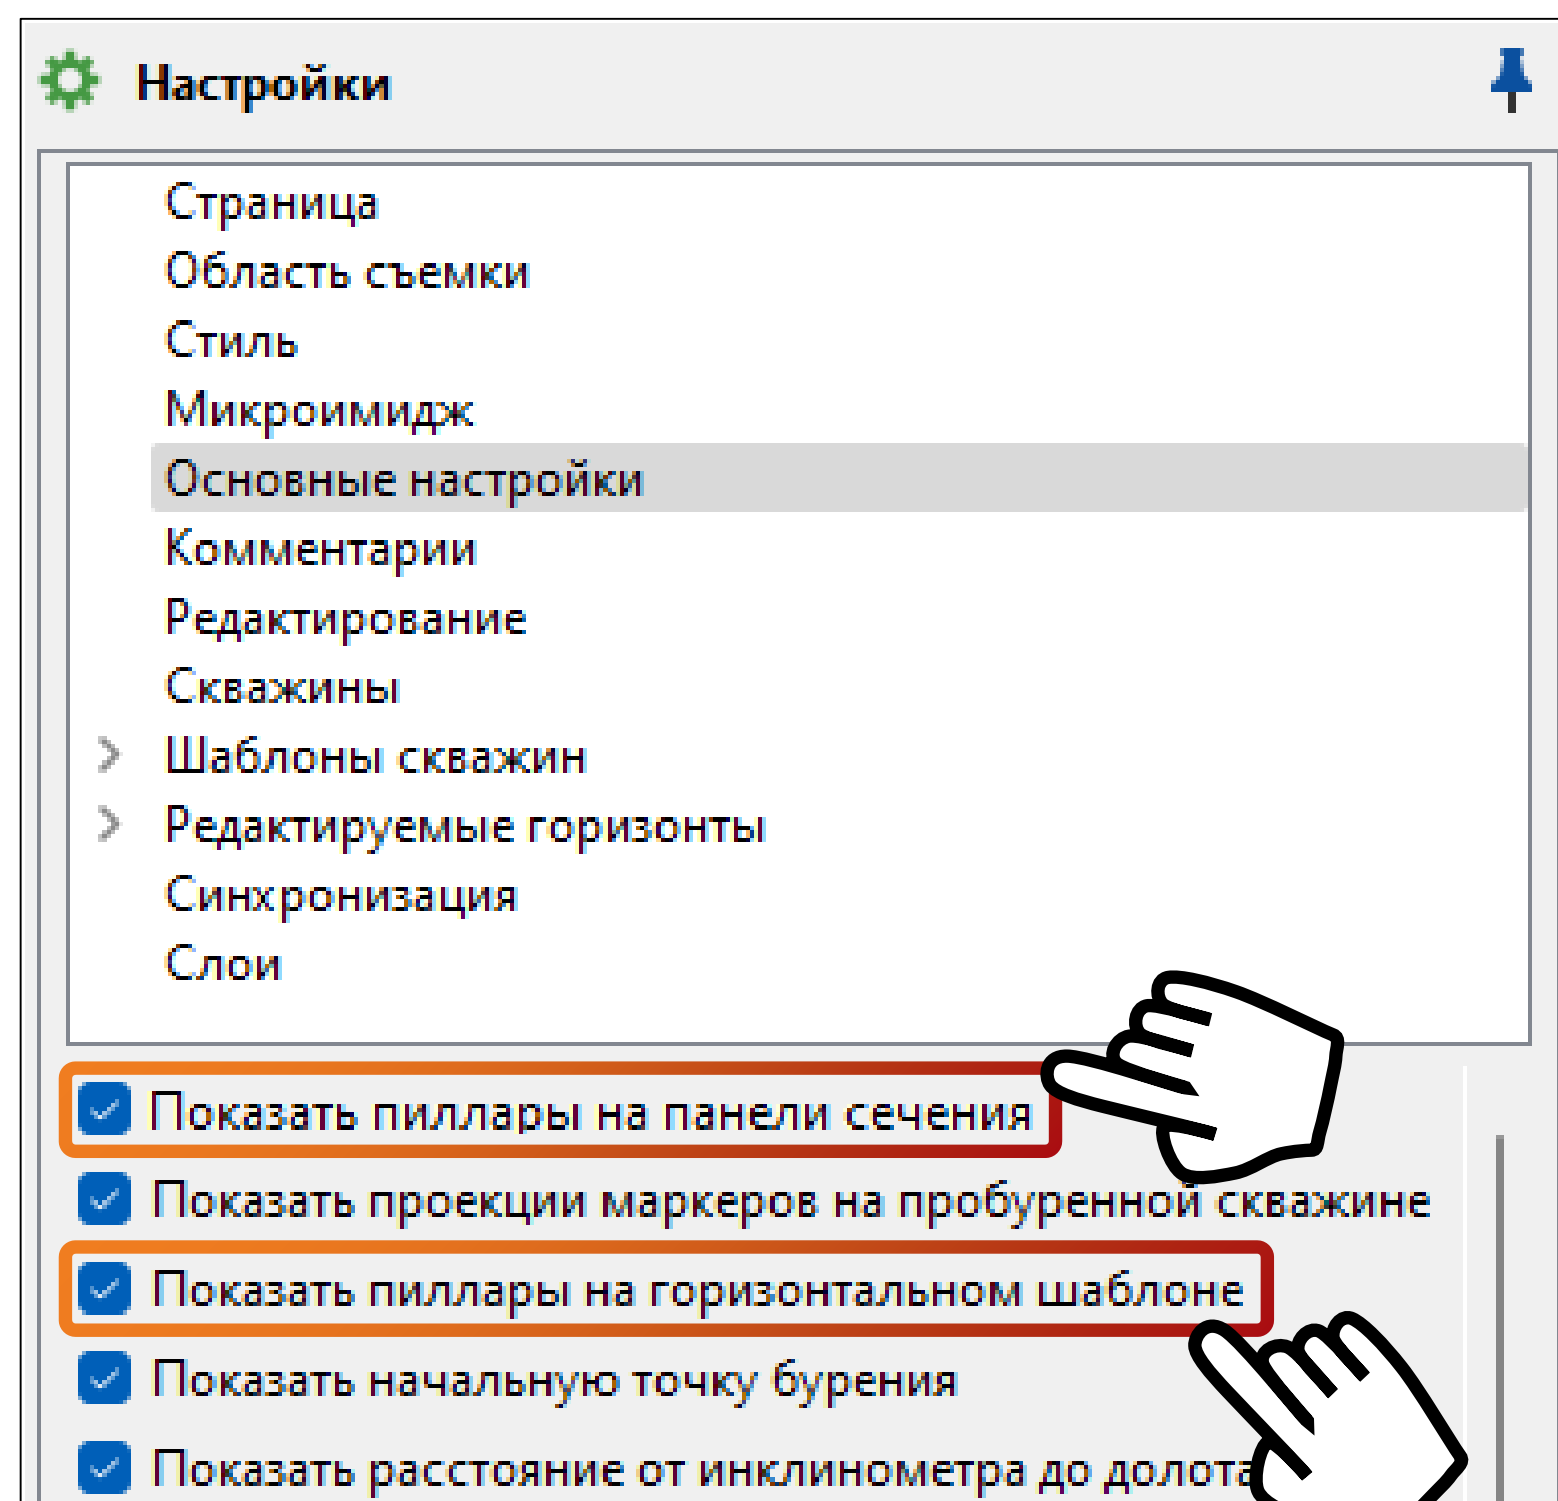 Настройки
Страница
Область съемки
Стиль
Микроимидж
Основные настройки
Комментарии
Редактирование
Скважины
Шаблоны скважин
Редактируемые горизонты
Синхронизация
Слои
Показать пиллары на панели сечения
Показать проекции маркеров на пробуренной скважине
Показать пиллары на горизонтальном шаблоне
Показать начальную точку бурения
Показать расстояние от инклинометра до долота